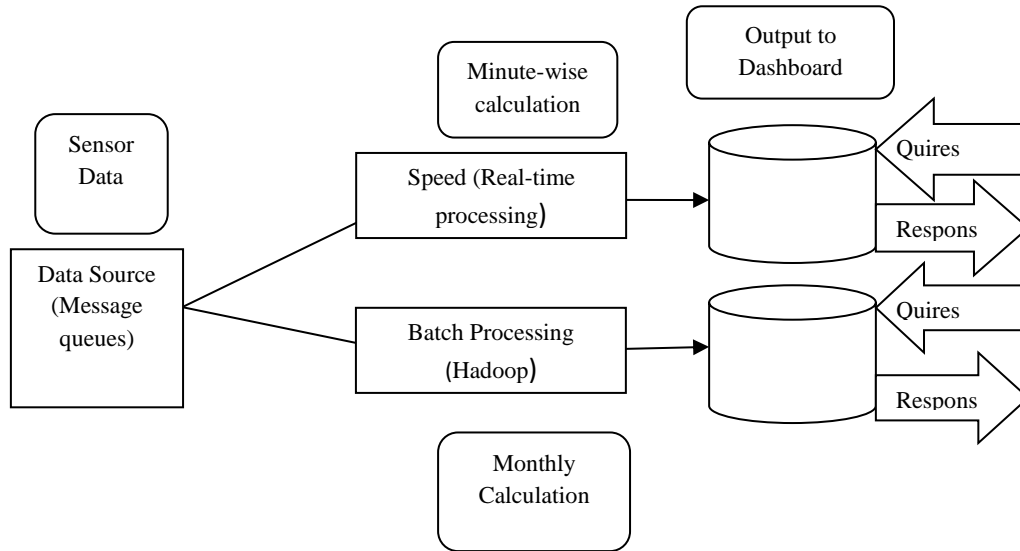 Output to
Dashboard
Minute-wise
calculation
Sensor
Data
Quires
Speed (Real-time
processing)
Respons
Data Source
(Message
queues)
Quires
Batch Processing
(Hadoop)
Respons
Monthly
Calculation